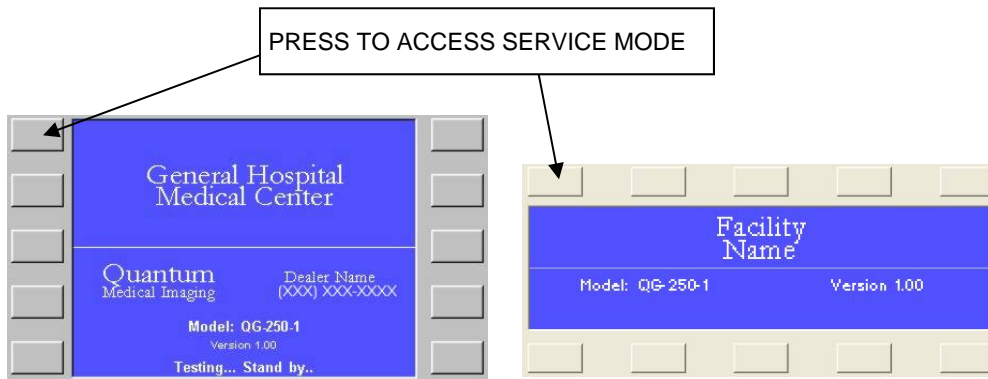 PRESS TO ACCESS SERVICE MODE
General Hospital
Medical Center
Quantum
Medical Imaging
Dealer Name
(XXX) XXX-XXXX
Model: QG-250-1
Version 1.00
Testing... Stand by..
Facility
Name
Model: QG-250-1
Version 1.00